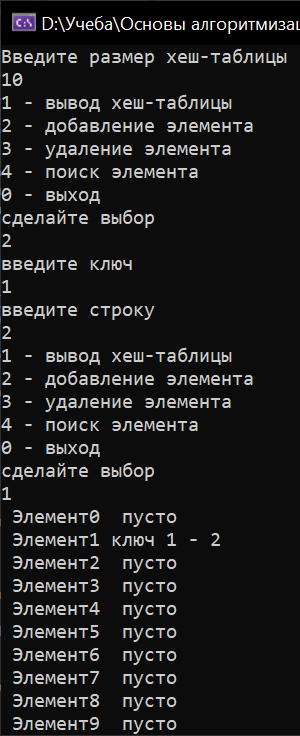 D:\Учеба\Основы алгоритмизац
Введите размер хеш-таблицы
10
1 - вывод хеш-таблицы
2 - добавление элемента
3 - удаление элемента
4 - поиск элемента
0 - выход
сделайте выбор
2
введите ключ
1
введите строку
2
1 - вывод хеш-таблицы
2 - добавление элемента
3 - удаление элемента
4 - поиск элемента
0 - выход
сделайте выбор
1
Элемент0  пусто
Элемент1 ключ 1 - 2
Элемент2  пусто
Элемент3  пусто
Элемент4  пусто
Элемент5  пусто
Элемент6  пусто
Элемент7  пусто
Элемент8  пусто
Элемент9  пусто